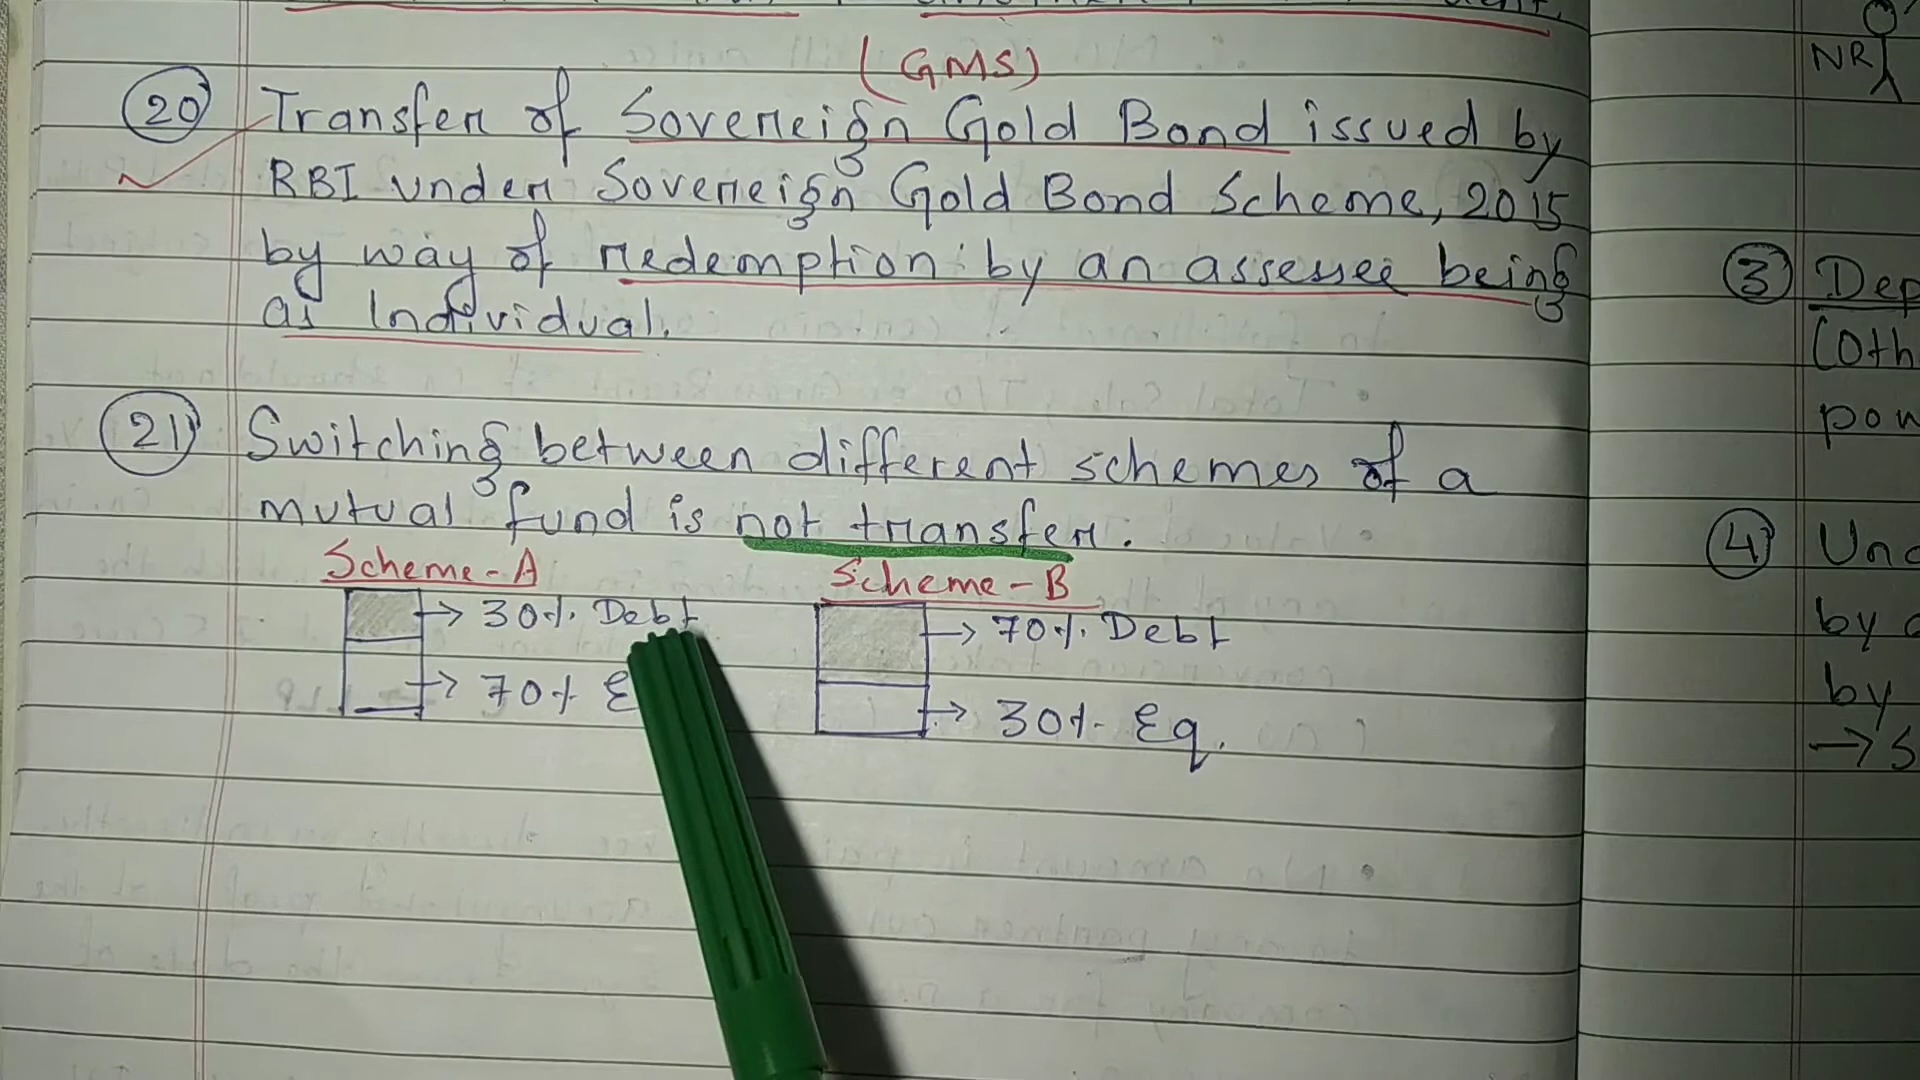 (GMS)
20 Transfer of Sovereign Gold Bond issued by
RBI under Sovereign Gold Bond Scheme, 2015
by way of redemption by an assessee being
as Individual.
21 Switching between different schemes of a
mutual fund is not transfer.
Scheme-A
→ 30% Debt
→ 70% E
Scheme-B
→ 70% Debt
→ 30% Eq.
NR
3 Dep
(Oth
pow
4 Und
by
by
→ S